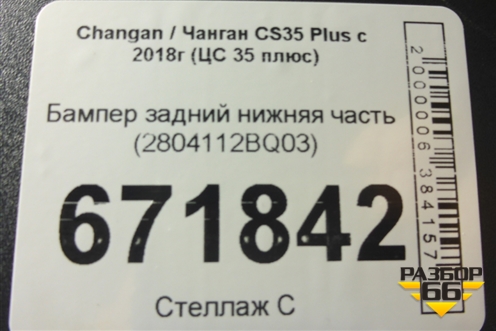 Changan / Чанган CS35 Plus с
2018г (ЦС 35 плюс)
Бампер задний нижняя часть
(2804112BQ03)
671842
Стеллаж С
2000006384157
РАЗБОР
66